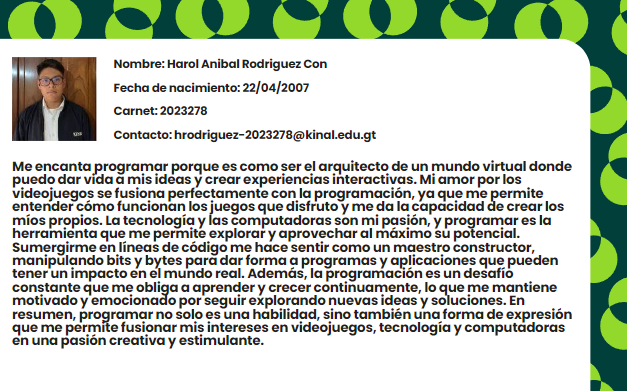 Nombre: Harol Anibal Rodriguez Con
Fecha de nacimiento: 22/04/2007
Carnet: 2023278
Contacto: hrodriguez-2023278@kinal.edu.gt
Me encanta programar porque es como ser el arquitecto de un mundo virtual donde
puedo dar vida a mis ideas y crear experiencias interactivas. Mi amor por los
videojuegos se fusiona perfectamente con la programación, ya que me permite
entender cómo funcionan los juegos que disfruto y me da la capacidad de crear los
míos propios. La tecnología y las computadoras son mi pasión, y programar es la
herramienta que me permite explorar y aprovechar al máximo su potencial.
Sumergirme en líneas de código me hace sentir como un maestro constructor,
manipulando bits y bytes para dar forma a programas y aplicaciones que pueden
tener un impacto en el mundo real. Además, la programación es un desafío
constante que me obliga a aprender y crecer continuamente, lo que me mantiene
motivado y emocionado por seguir explorando nuevas ideas y soluciones. En
resumen, programar no solo es una habilidad, sino también una forma de expresión
que me permite fusionar mis intereses en videojuegos, tecnología y computadoras
en una pasión creativa y estimulante.